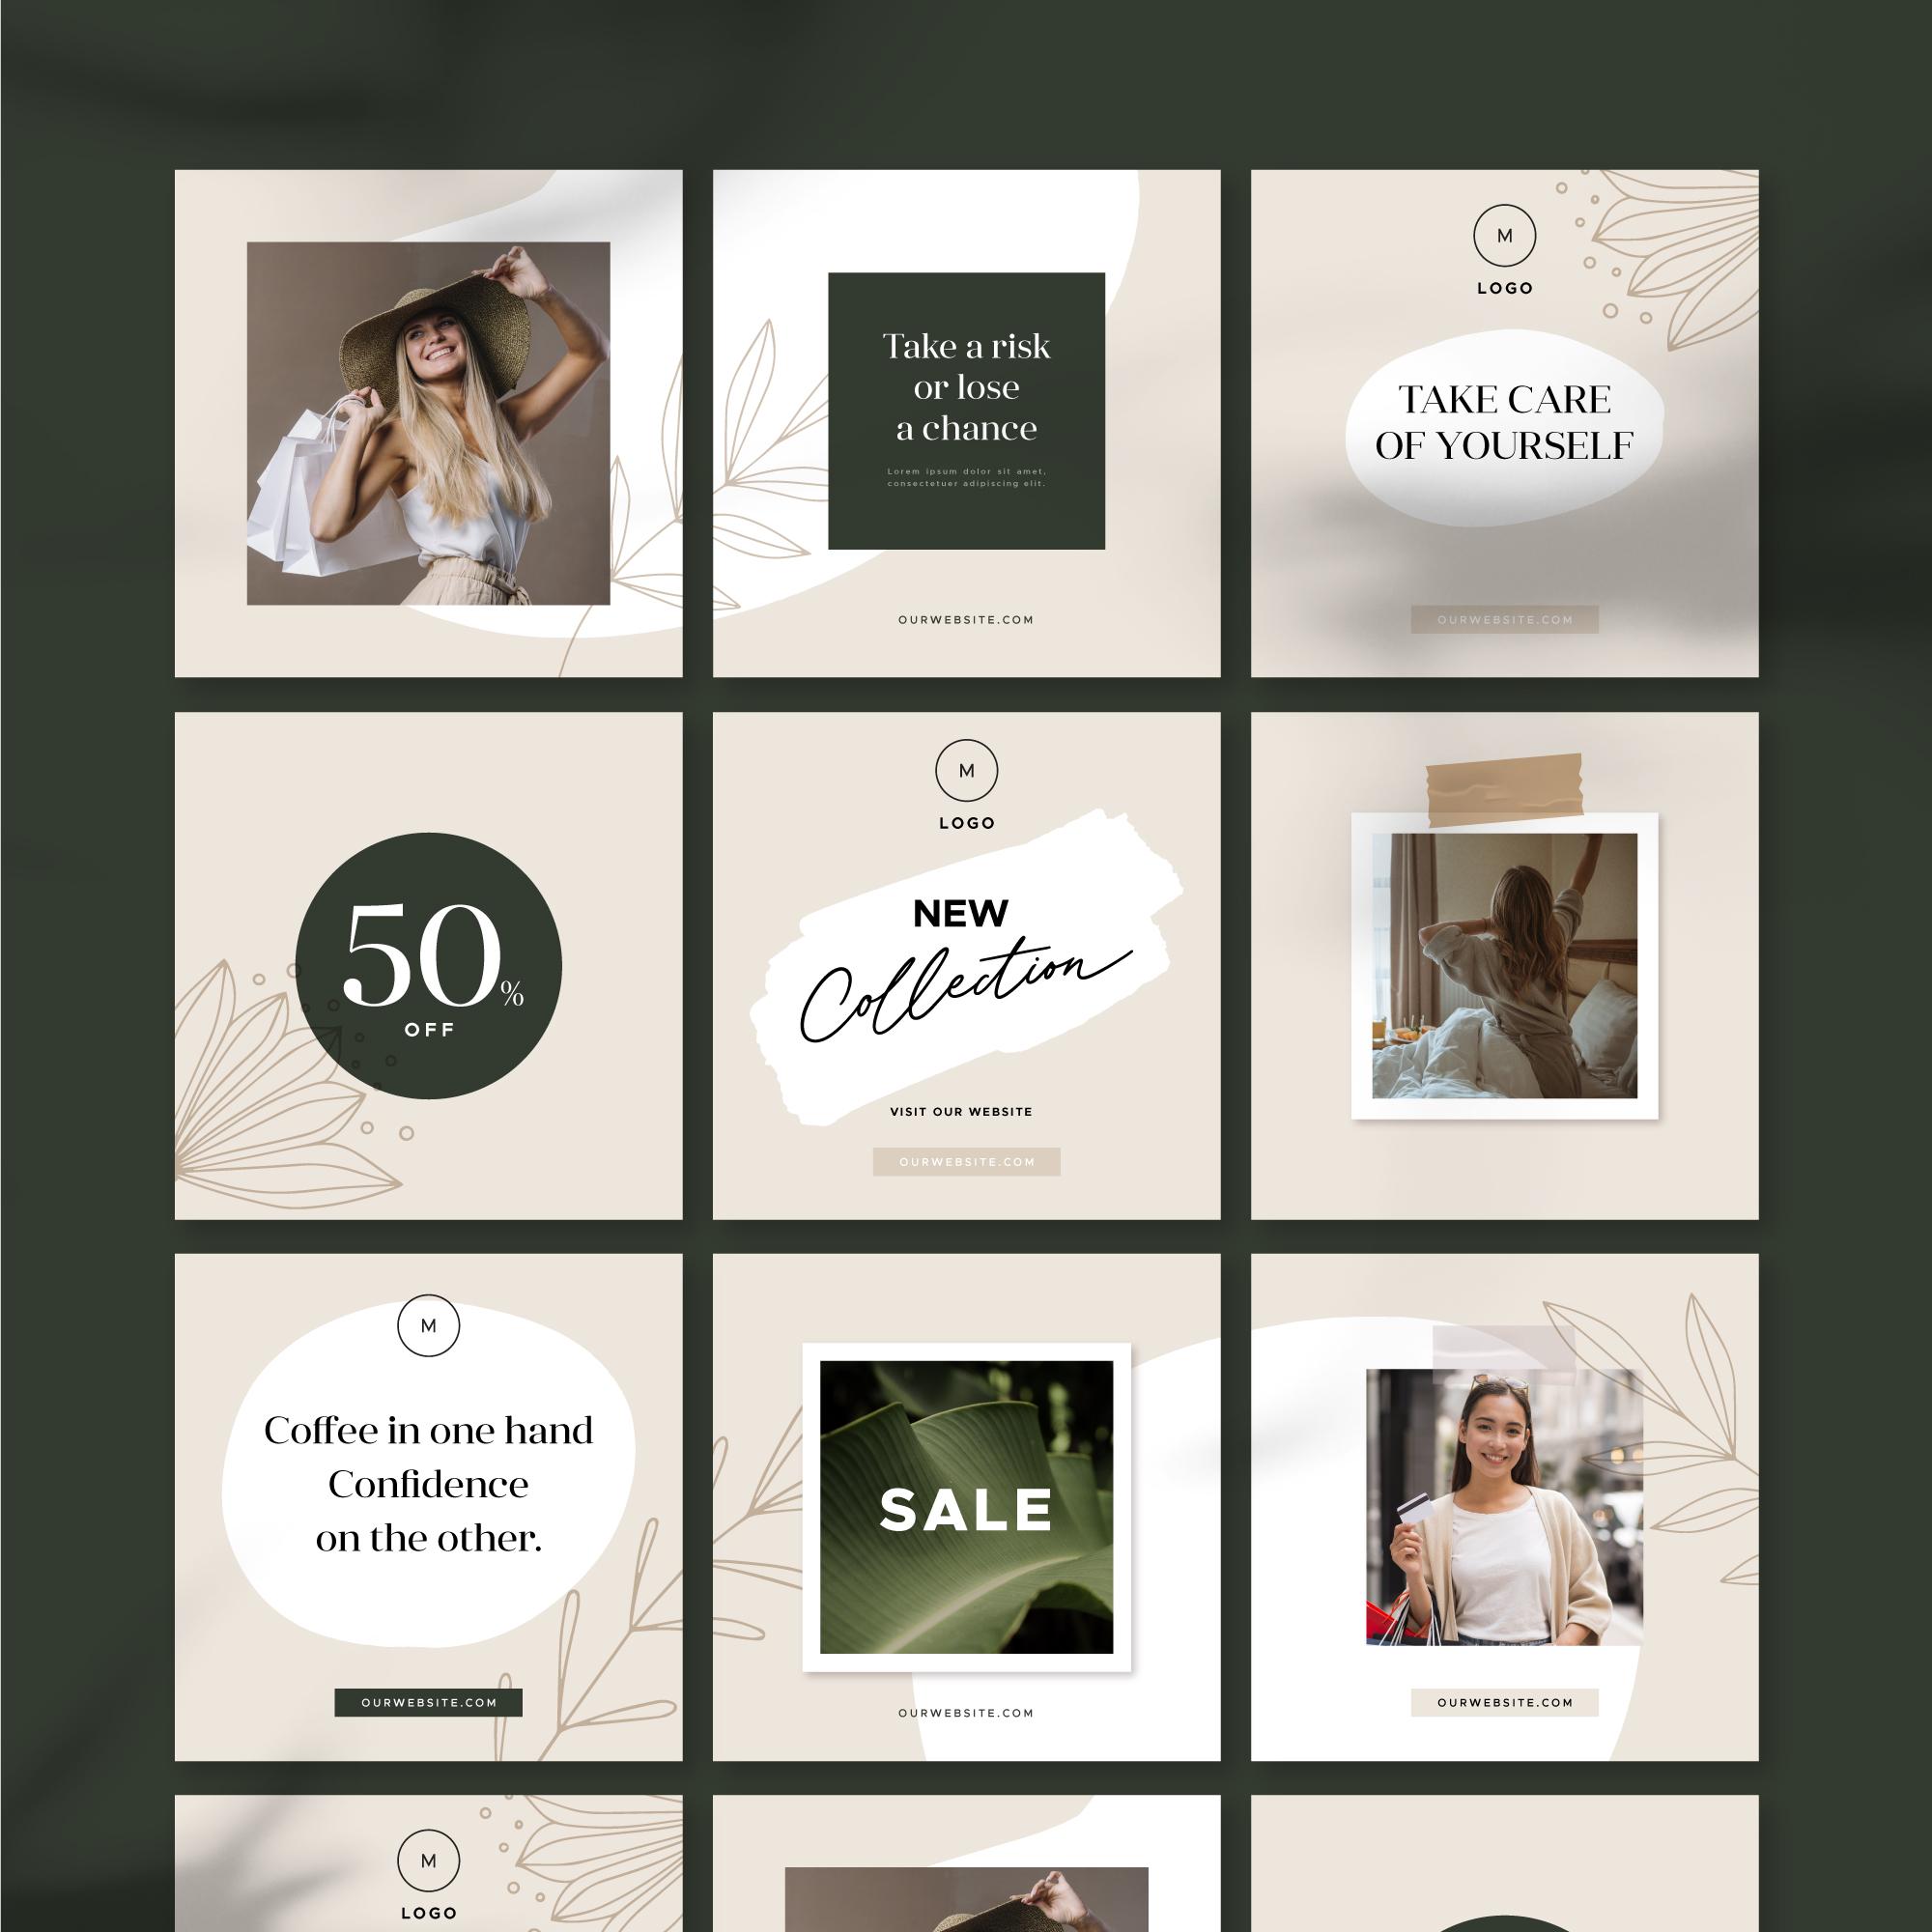 Take a risk
or lose
a chance
Lorem ipsum dolor sit amet,
consectetuer adipiscing elit.
OURWEBSITE.COM
M
LOGO
TAKE CARE
OF YOURSELF
OURWEBSITE.COM
50%
OFF
M
LOGO
NEW
Collection
VISIT OUR WEBSITE
OURWEBSITE.COM
M
Coffee in one hand
Confidence
on the other.
OURWEBSITE.COM
SALE
OURWEBSITE.COM
OURWEBSITE.COM
M
LOGO